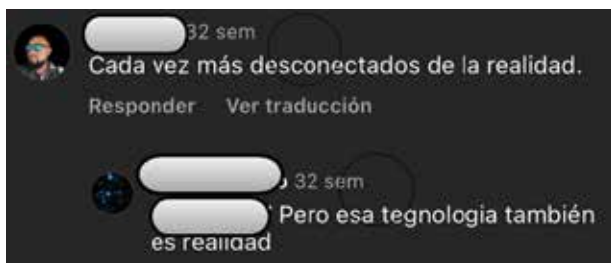 32 sem
Cada vez más desconectados de la realidad.
Responder Ver traducción
32 sem
Pero esa tegnologia también
es realidad